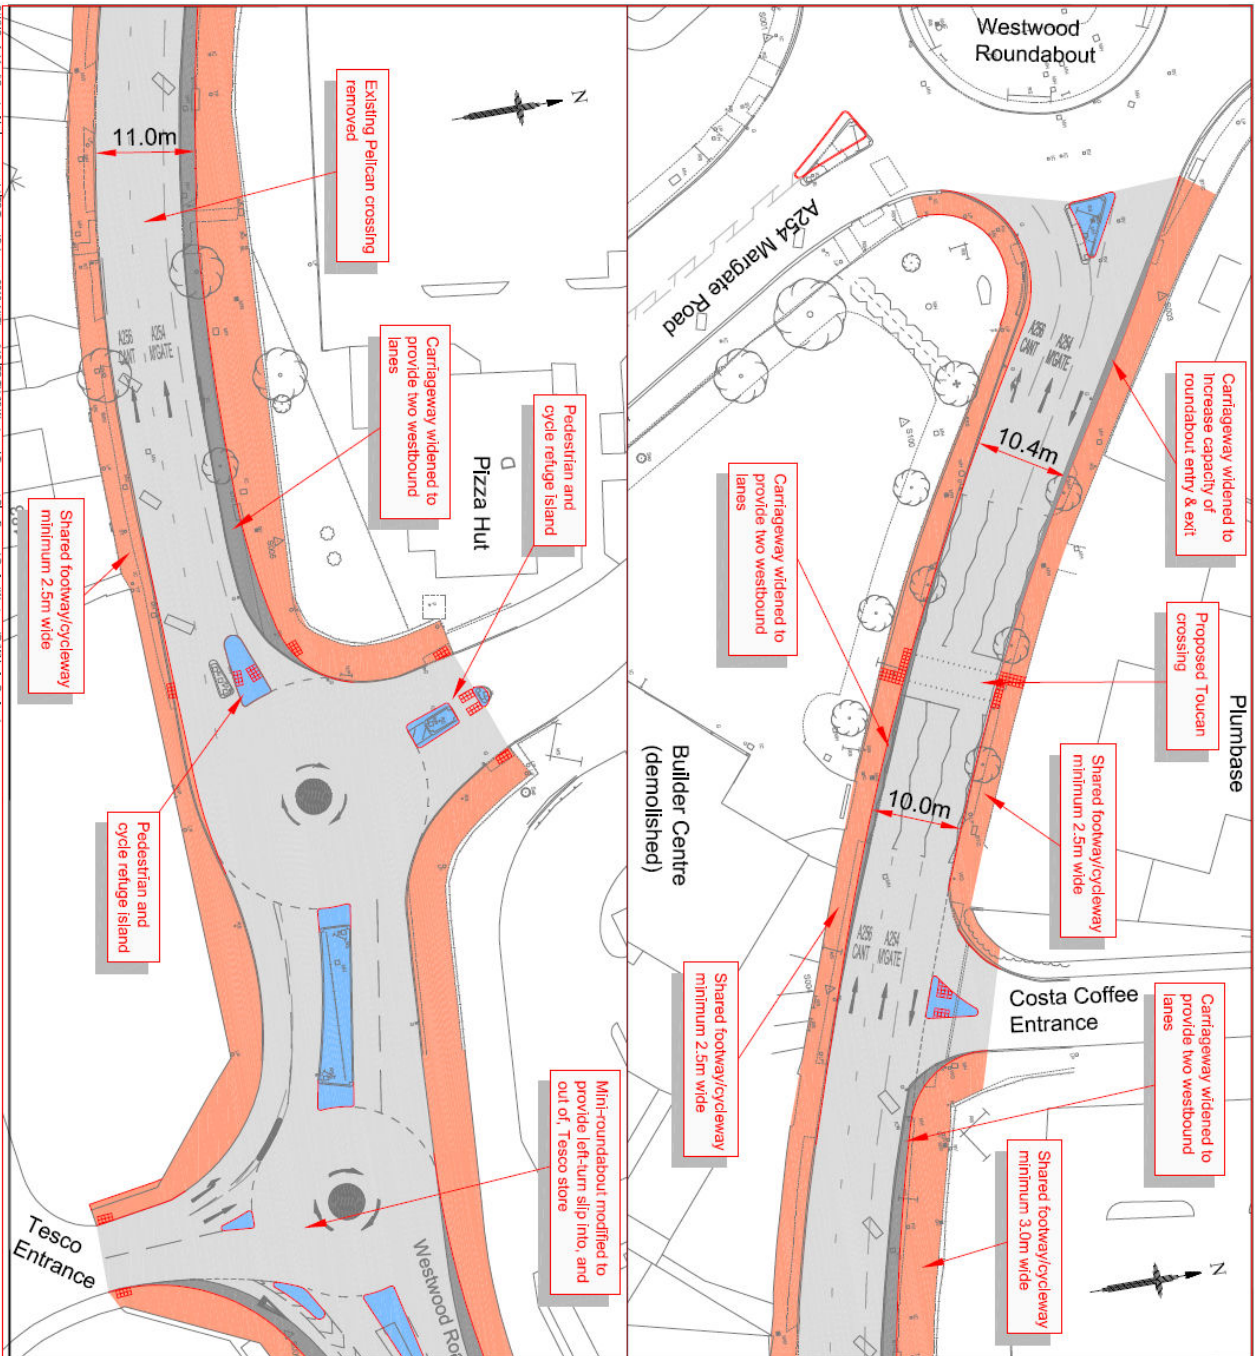 Westwood
Roundabout
A254 Margate Road
A256
CANT
A254
M'GATE
10.4m
Carriageway widened to
increase capacity of
roundabout entry & exit
Carriageway widened to
provide two westbound
lanes
Proposed Toucan
crossing
Plumbase
Shared footway/cycleway
minimum 2.5m wide
Builder Centre
(demolished)
10.0m
A256
CANT
A254
M'GATE
Shared footway/cycleway
minimum 2.5m wide
Costa Coffee
Entrance
Carriageway widened to
provide two westbound
lanes
Shared footway/cycleway
minimum 3.0m wide
N
N
Existing Pelican crossing
removed
11.0m
A256
CANT
A254
M'GATE
Carriageway widened to
provide two westbound
lanes
Pizza Hut
Pedestrian and
cycle refuge island
Shared footway/cycleway
minimum 2.5m wide
Pedestrian and
cycle refuge island
Mini-roundabout modified to
provide left-turn slip into, and
out of, Tesco store
Tesco
Entrance
Westwood Roa